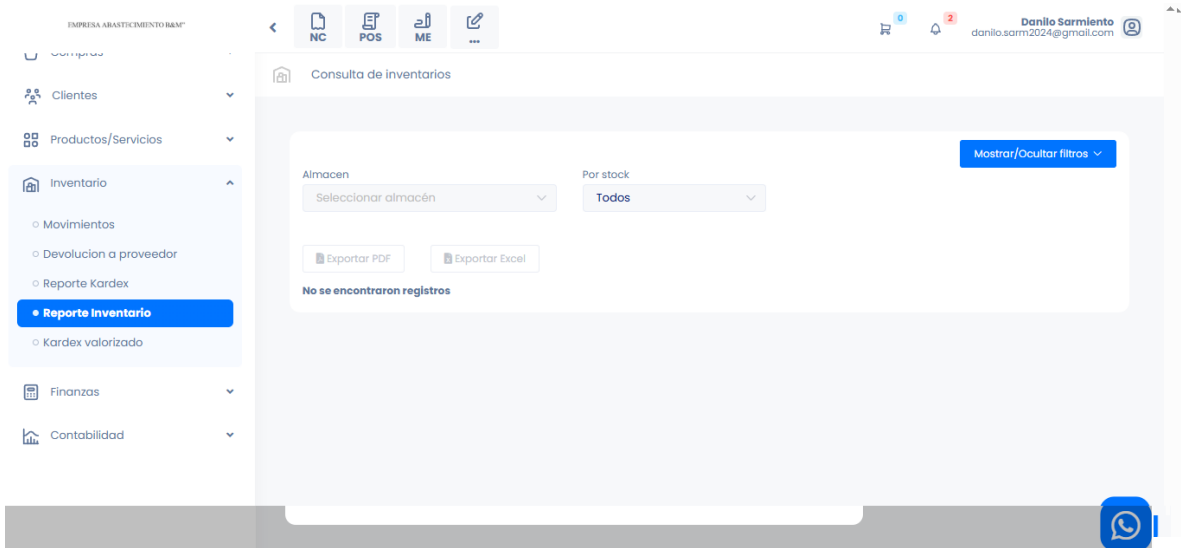 EMPRESA ABASTECIMIENTO R&M"
NC
POS
ME
...
0
2
Danilo Sarmiento
danilo.sarm2024@gmail.com
Compras
Clientes
Productos/Servicios
Inventario
Movimientos
Devolucion a proveedor
Reporte Kardex
Reporte Inventario
Kardex valorizado
Finanzas
Contabilidad
Consulta de inventarios
Mostrar/Ocultar filtros
Almacen
Por stock
Seleccionar almacén
Todos
Exportar PDF
Exportar Excel
No se encontraron registros